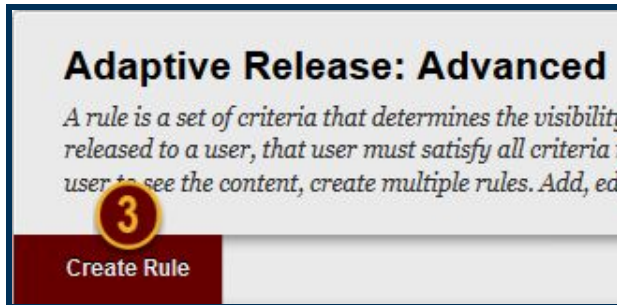 Adaptive Release: Advanced
A rule is a set of criteria that determines the visibility
released to a user, that user must satisfy all criteria
user to see the content, create multiple rules. Add, ed
3
Create Rule